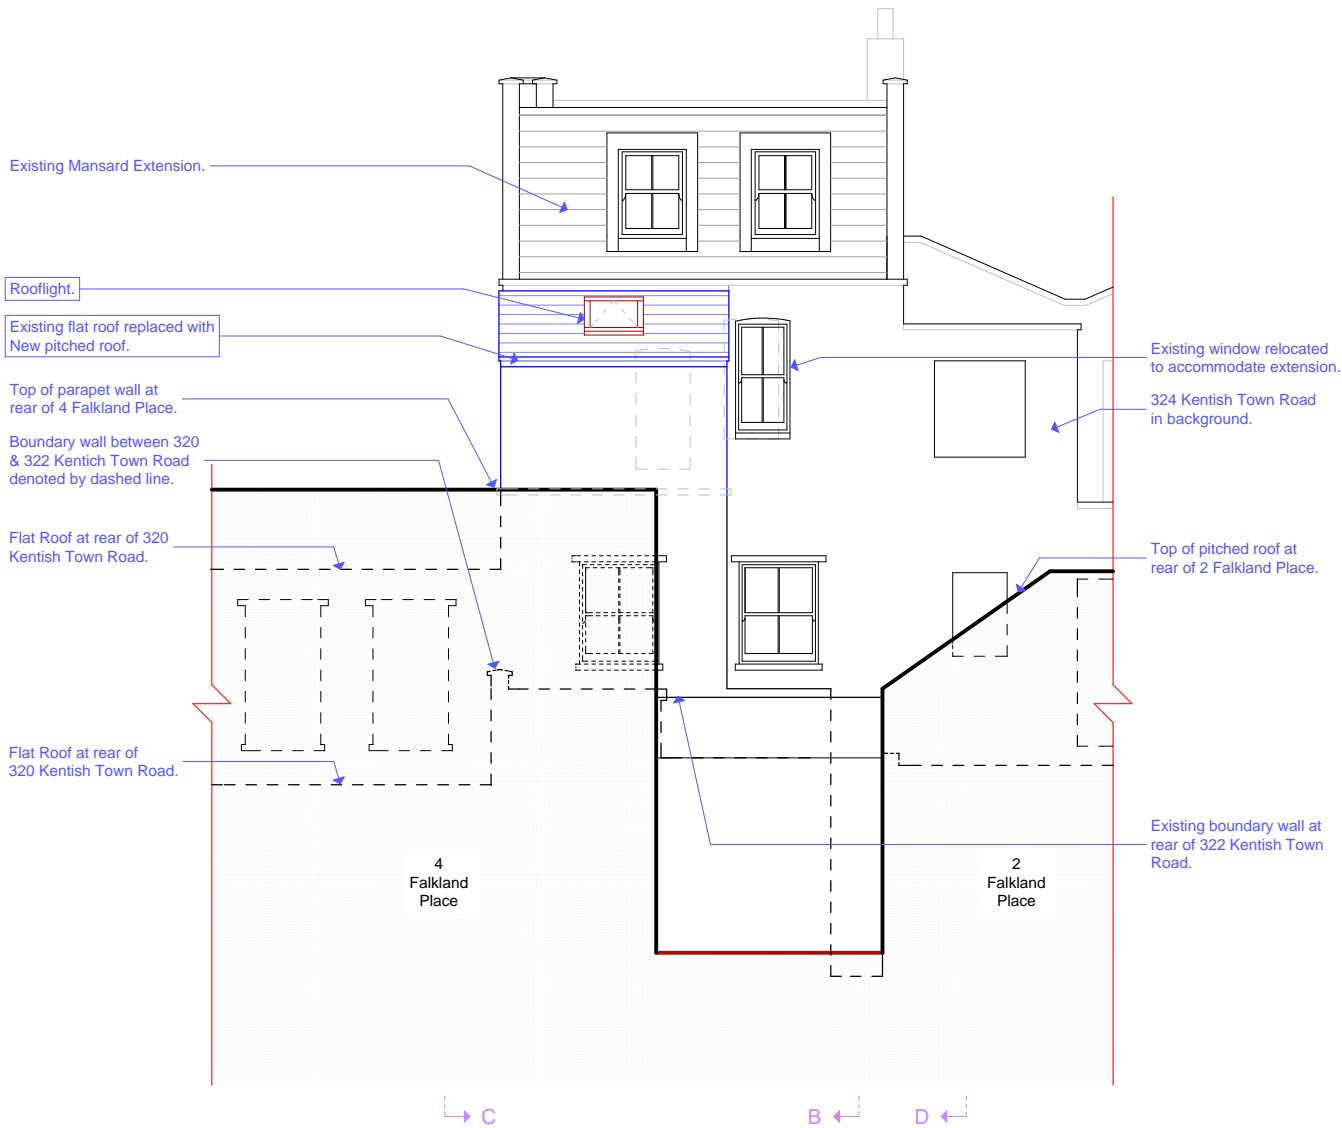 Existing Mansard Extension.
Rooflight.
Existing flat roof replaced with
New pitched roof.
Top of parapet wall at
rear of 4 Falkland Place.
Boundary wall between 320
& 322 Kentich Town Road
denoted by dashed line.
Flat Roof at rear of 320
Kentish Town Road.
Flat Roof at rear of
320 Kentish Town Road.
Existing window relocated
to accommodate extension.
324 Kentish Town Road
in background.
Top of pitched roof at
rear of 2 Falkland Place.
Existing boundary wall at
rear of 322 Kentish Town
Road.
4
Falkland
Place
2
Falkland
Place
C
B
D